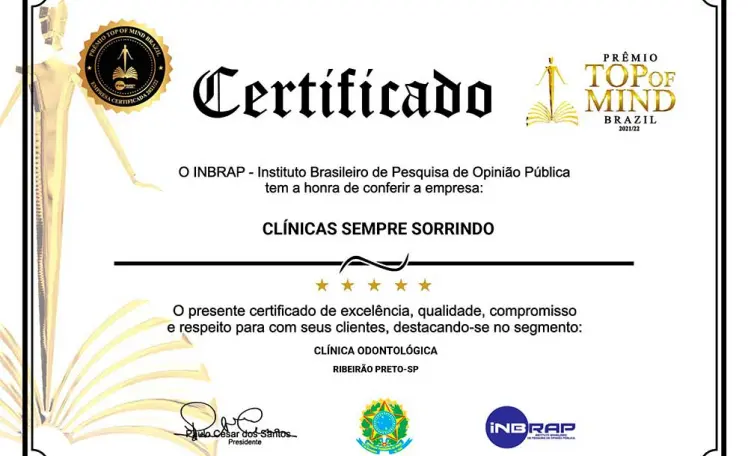 PRÊMIO TOP OF MIND BRAZIL
EMPRESA CERTIFICADA 2021/22
Certificado
PRÊMIO
TOP OF
MIND
BRAZIL
2021/22
O INBRAP - Instituto Brasileiro de Pesquisa de Opinião Pública
tem a honra de conferir a empresa:
CLÍNICAS SEMPRE SORRINDO
O presente certificado de excelência, qualidade, compromisso
e respeito para com seus clientes, destacando-se no segmento:
CLÍNICA ODONTOLÓGICA
RIBEIRÃO PRETO-SP
Paulo César dos Santos
Presidente
iNBRAP
INSTITUTO BRASILEIRO
DE PESQUISA DE OPINIÃO PÚBLICA